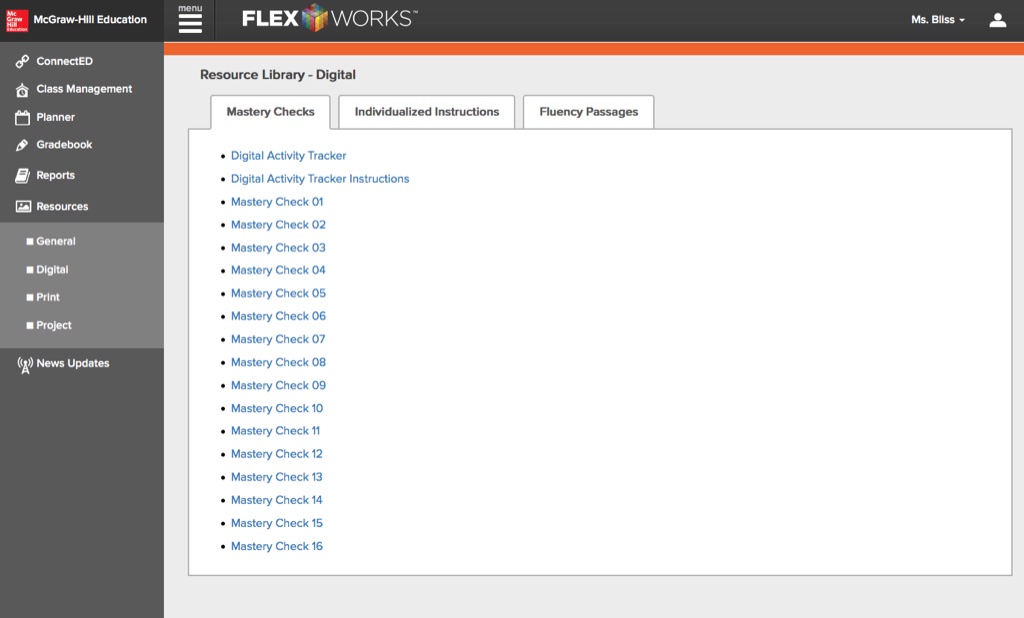 Mc
Graw
Hill
Education
McGraw-Hill Education
menu
FLEX WORKS™
Ms. Bliss
ConnectED
Class Management
Planner
Gradebook
Reports
Resources
General
Digital
Print
Project
News Updates
Resource Library - Digital
Mastery Checks
Individualized Instructions
Fluency Passages
Digital Activity Tracker
Digital Activity Tracker Instructions
Mastery Check 01
Mastery Check 02
Mastery Check 03
Mastery Check 04
Mastery Check 05
Mastery Check 06
Mastery Check 07
Mastery Check 08
Mastery Check 09
Mastery Check 10
Mastery Check 11
Mastery Check 12
Mastery Check 13
Mastery Check 14
Mastery Check 15
Mastery Check 16